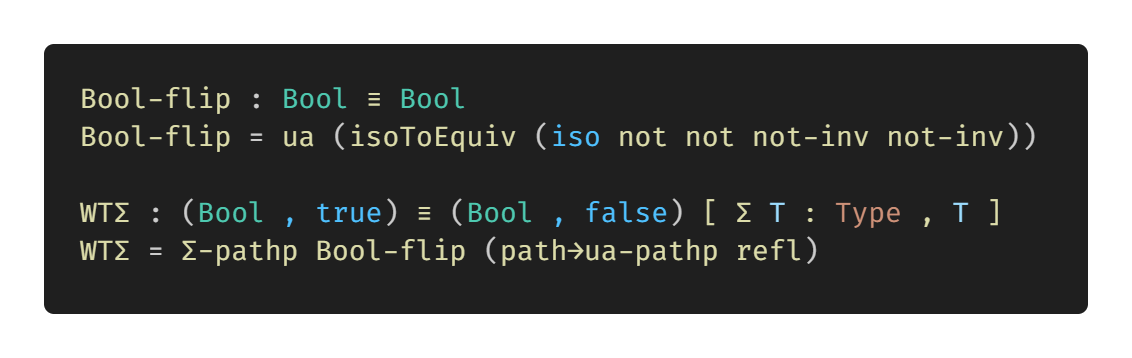 Bool-flip : Bool ≡ Bool
Bool-flip = ua (isoToEquiv (iso not not not-inv not-inv))
WTΣ : (Bool , true) ≡ (Bool , false) [ Σ T : Type , T ]
WTΣ = Σ-pathp Bool-flip (path→ua-pathp refl)